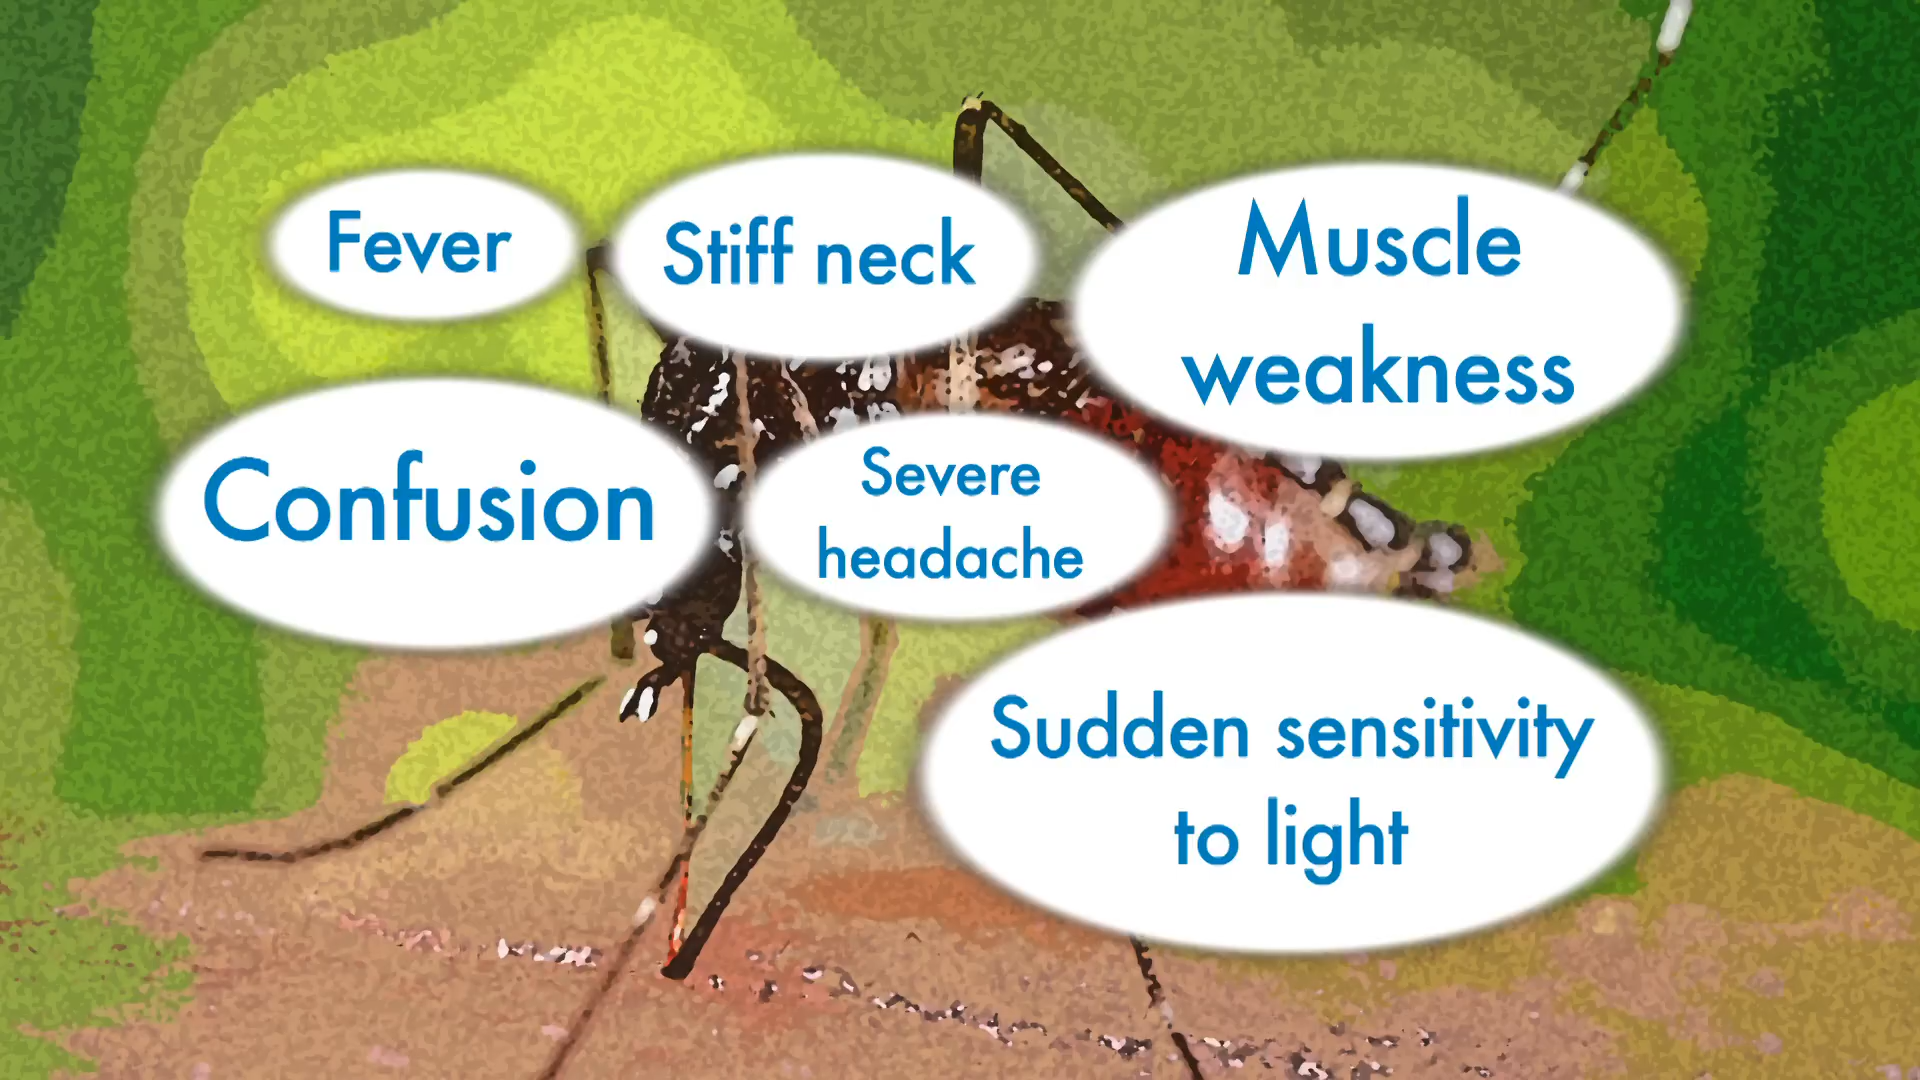 Fever
Stiff neck
Muscle
weakness
Confusion
Severe
headache
Sudden sensitivity
to light